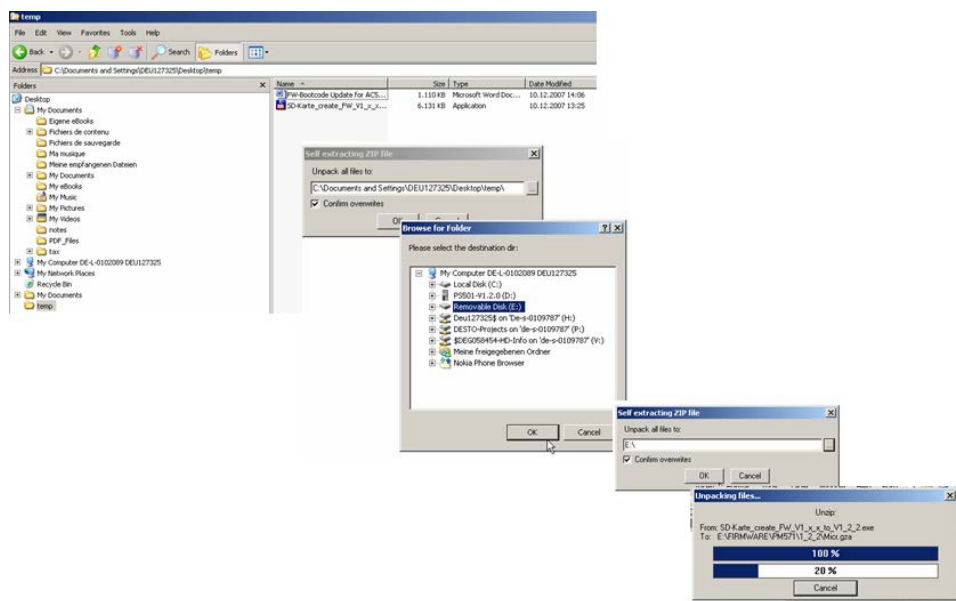 temp
File Edit View Favorites Tools Help
Back Search Folders
Address C:\Documents and Settings\DEU127325\Desktop\temp
Folders
Name Size Type Date Modified
Desktop
FW-Bootcode Update for AC5... 1.110 KB Microsoft Word Doc... 10.12.2007 14:06
My Documents
SD-Karte_create_FW_V1_x_x... 6.131 KB Application 10.12.2007 13:25
Eigene eBooks
Fichiers de contenu
Fichiers de sauvegarde
Ma musique
Meine empfangenen Dateien
My Documents
My eBooks
My Music
My Pictures
My Videos
notes
PDF_Files
tax
My Computer DE-L-0102089 DEU127325
My Network Places
Recycle Bin
My Documents
temp
Self extracting ZIP file
Unpack all files to:
C:\Documents and Settings\DEU127325\Desktop\temp\
...
Confirm overwrites
Browse for Folder
Please select the destination dir:
My Computer DE-L-0102089 DEU127325
Local Disk (C:)
PS501-V1.2.0 (D:)
Removable Disk (E:)
Deu127325$ on 'De-s-0109787' (H:)
DESTO-Projects on 'de-s-0109787' (P:)
$DEG058454-HD-Info on 'de-s-0109787' (V:)
Meine freigegebenen Ordner
Nokia Phone Browser
OK Cancel
Self extracting ZIP file
Unpack all files to:
E:\
...
Confirm overwrites
OK Cancel
Unpacking files...
Unzip:
From: SD-Karte_create_FW_V1_x_x_to_V1_2_2.exe
To: E:\FIRMWARE\PM571\1_2_2\Micr.gza
100 %
20 %
Cancel